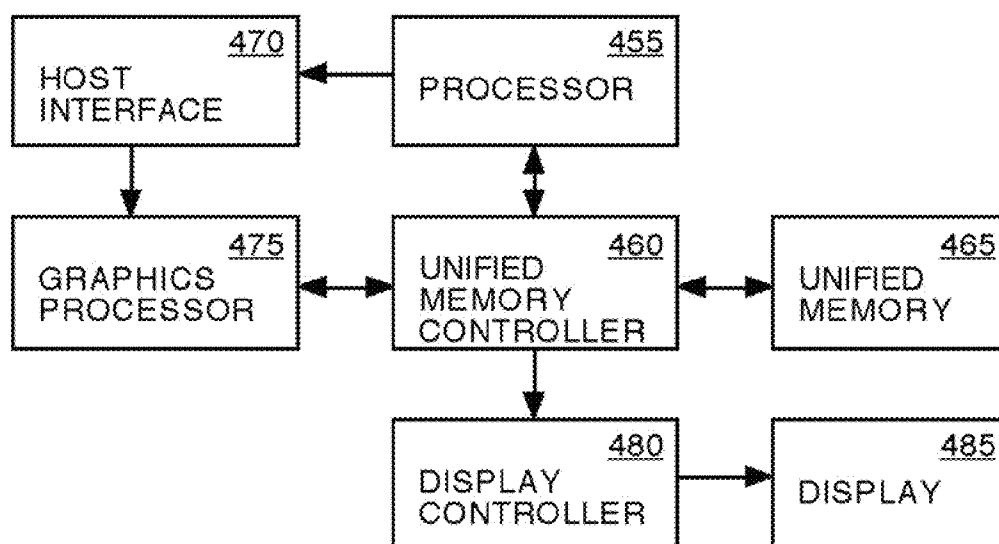 470
HOST
INTERFACE
455
PROCESSOR
475
GRAPHICS
PROCESSOR
460
UNIFIED
MEMORY
CONTROLLER
465
UNIFIED
MEMORY
480
DISPLAY
CONTROLLER
485
DISPLAY